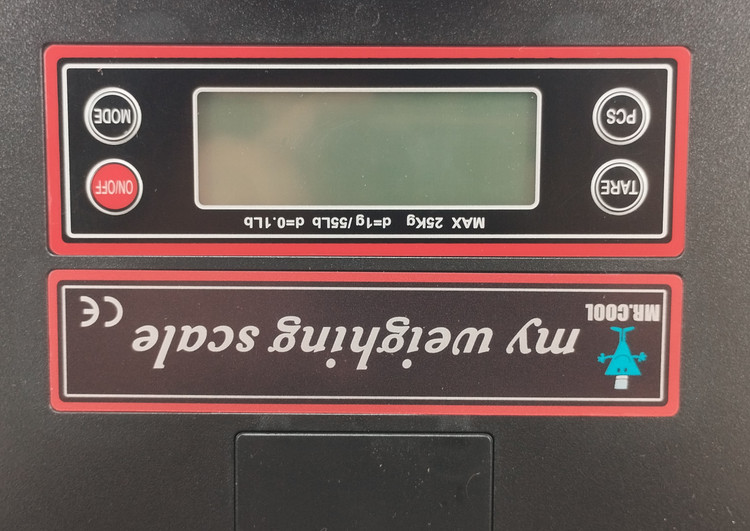 MR.COOL
my weighing scale
CE
MAX 25Kg d=1g/55Lb d=0.1Lb
TARE
ON/OFF
PCS
MODE